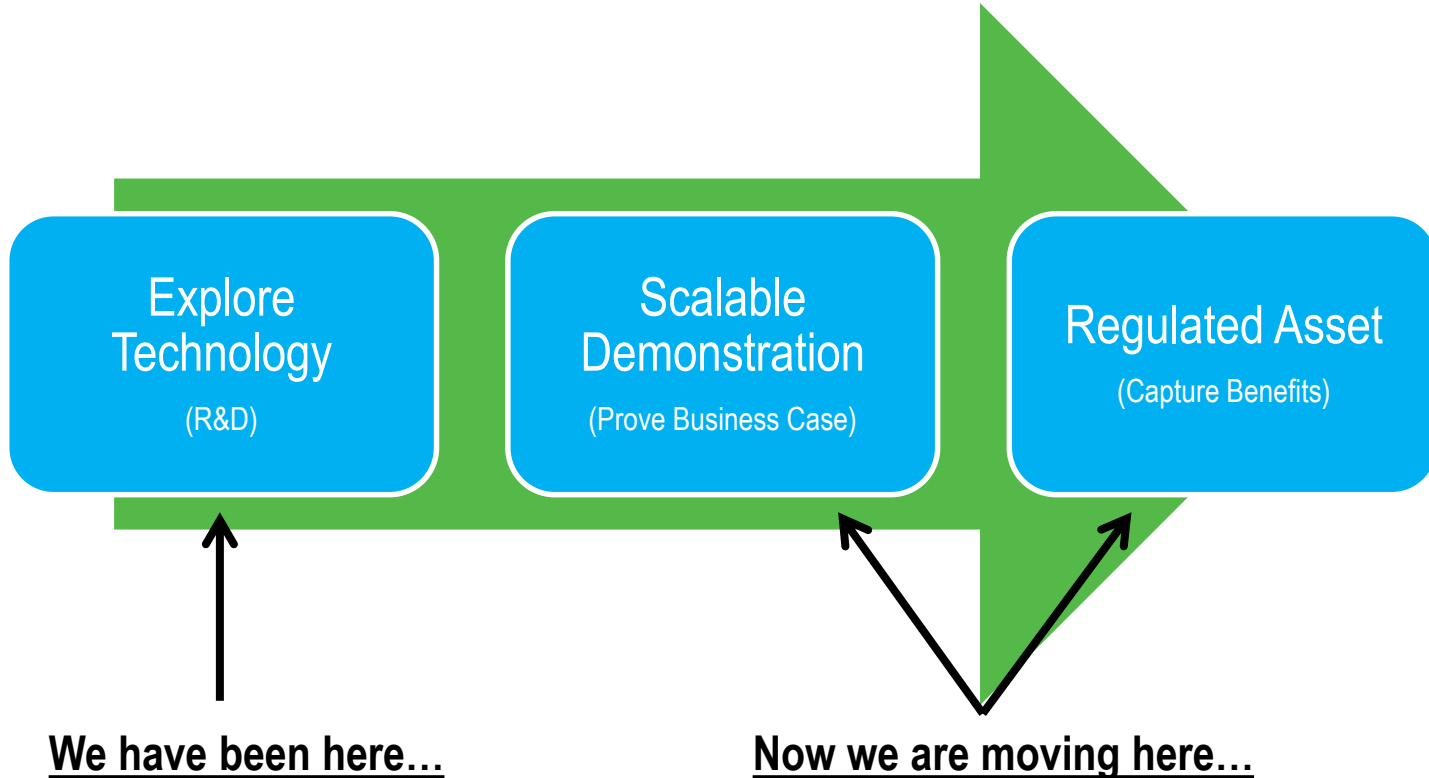 Explore
Technology
(R&D)
Scalable
Demonstration
(Prove Business Case)
Regulated Asset
(Capture Benefits)
We have been here…
Now we are moving here…